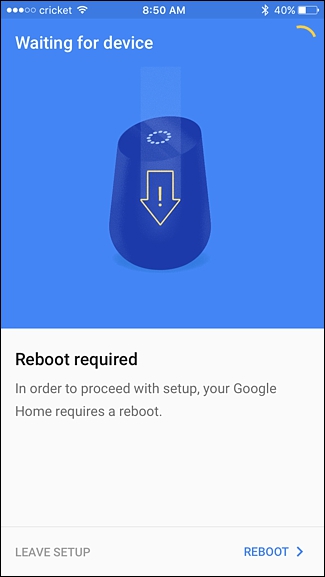 cricket 8:50 AM 40%
Waiting for device
!
Reboot required
In order to proceed with setup, your Google
Home requires a reboot.
LEAVE SETUP REBOOT